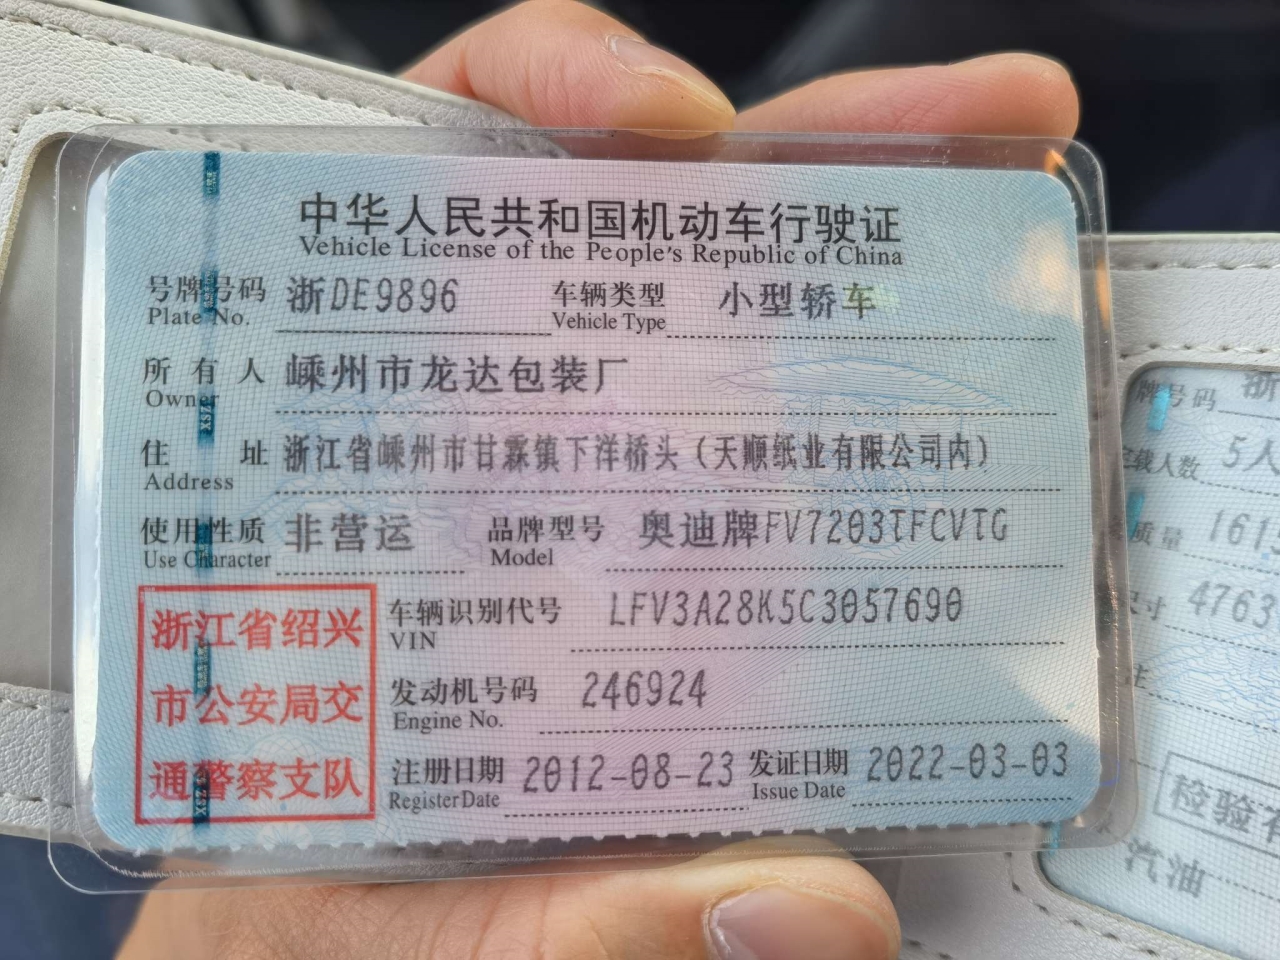 中华人民共和国机动车行驶证
Vehicle License of the People's Republic of China
号牌号码 浙DE9896 车辆类型 小型轿车
Plate No. Vehicle Type
所有人 嵊州市龙达包装厂
Owner
住址 浙江省嵊州市甘霖镇下洋桥头（天顺纸业有限公司内）
Address
使用性质 非营运 品牌型号 奥迪牌FV7203TFCVTG
Use Character Model
浙江省绍兴
市公安局交
通警察支队
车辆识别代号 LFV3A28K5C3057690
VIN
发动机号码 246924
Engine No.
注册日期 2012-08-23 发证日期 2022-03-03
Register Date Issue Date
牌号码 浙
载人数 5人
质量 161
寸 4763
注
检验有
汽油